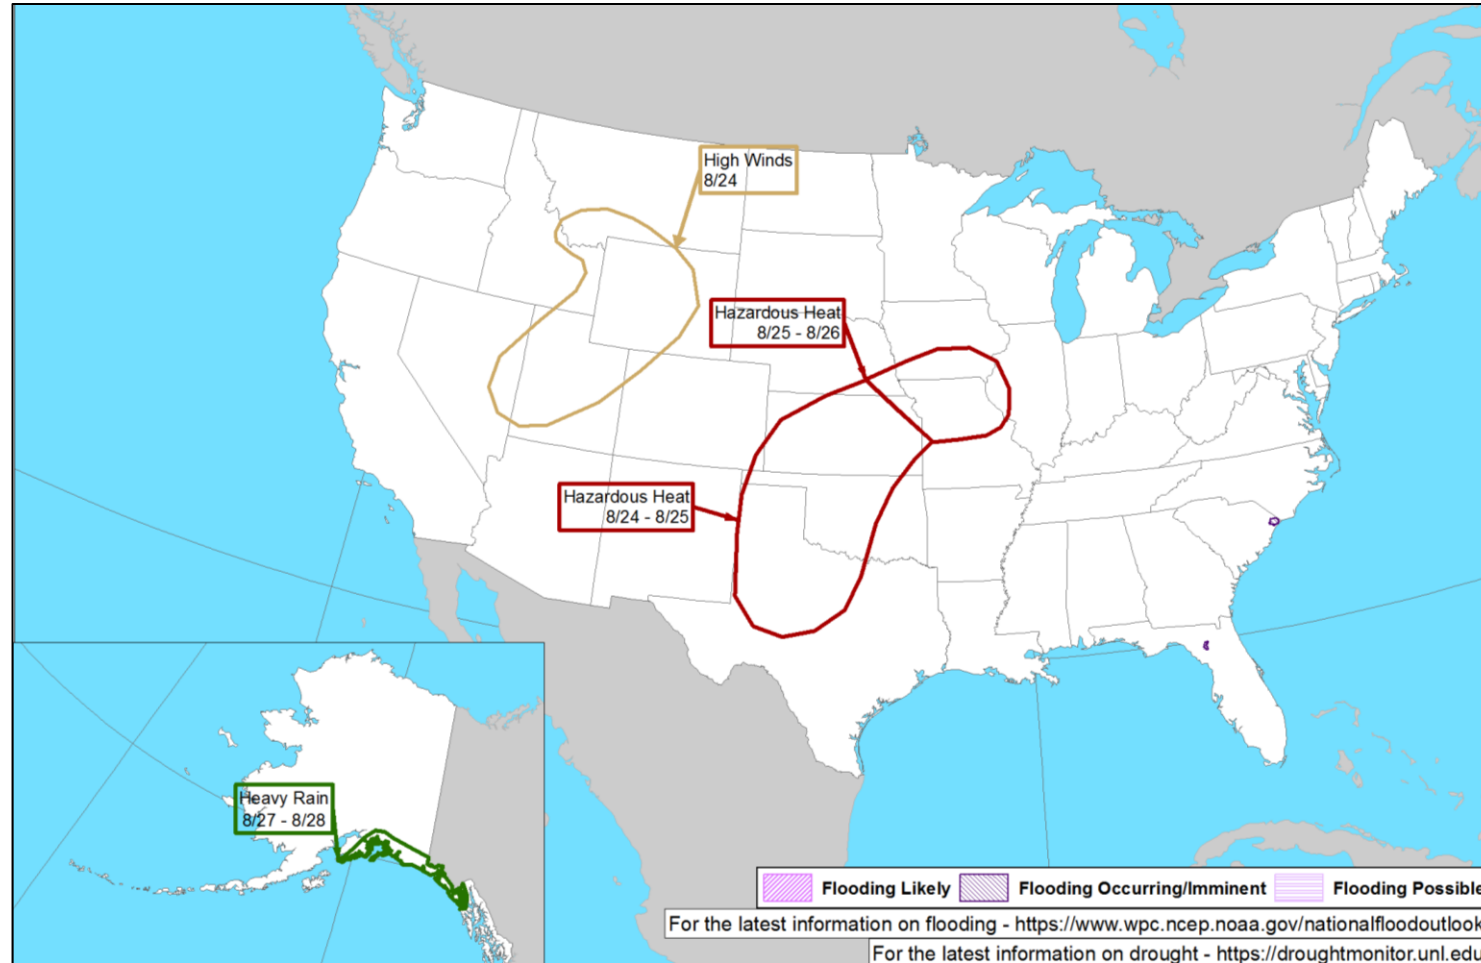 High Winds
8/24
Hazardous Heat
8/25 - 8/26
Hazardous Heat
8/24 - 8/25
Heavy Rain
8/27 - 8/28
Flooding Likely
Flooding Occurring/Imminent
Flooding Possible
For the latest information on flooding - https://www.wpc.ncep.noaa.gov/nationalfloodoutlook
For the latest information on drought - https://droughtmonitor.unl.edu